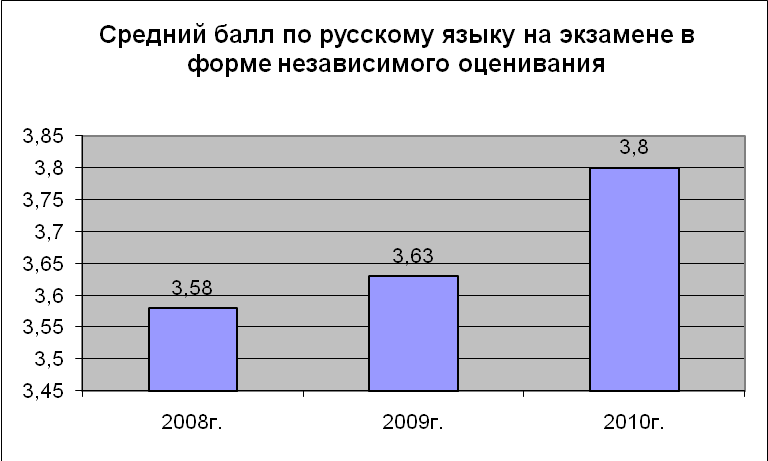 Средний балл по русскому языку на экзамене в
форме независимого оценивания
3,85
3,8
3,75
3,7
3,65
3,6
3,55
3,5
3,45
3,58
3,63
3,8
2008г.
2009г.
2010г.